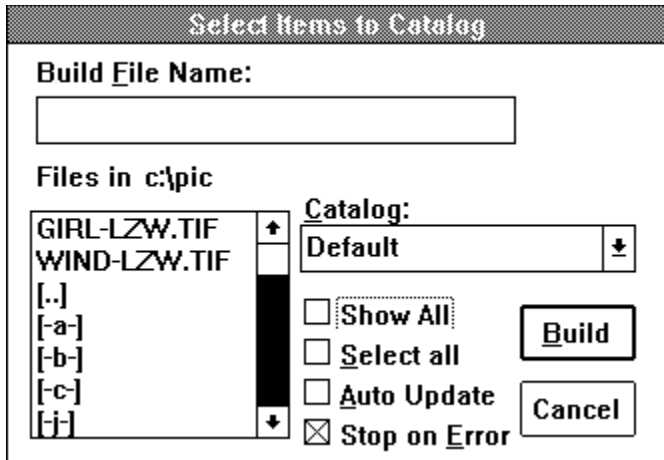 Select Items to Catalog
Build File Name:
Files in c:\pic
GIRL-LZW.TIF
WIND-LZW.TIF
[..]
[-a-]
[-b-]
[-c-]
[-j-]
Catalog:
Default
Show All
Select all
Auto Update
Stop on Error
Build
Cancel